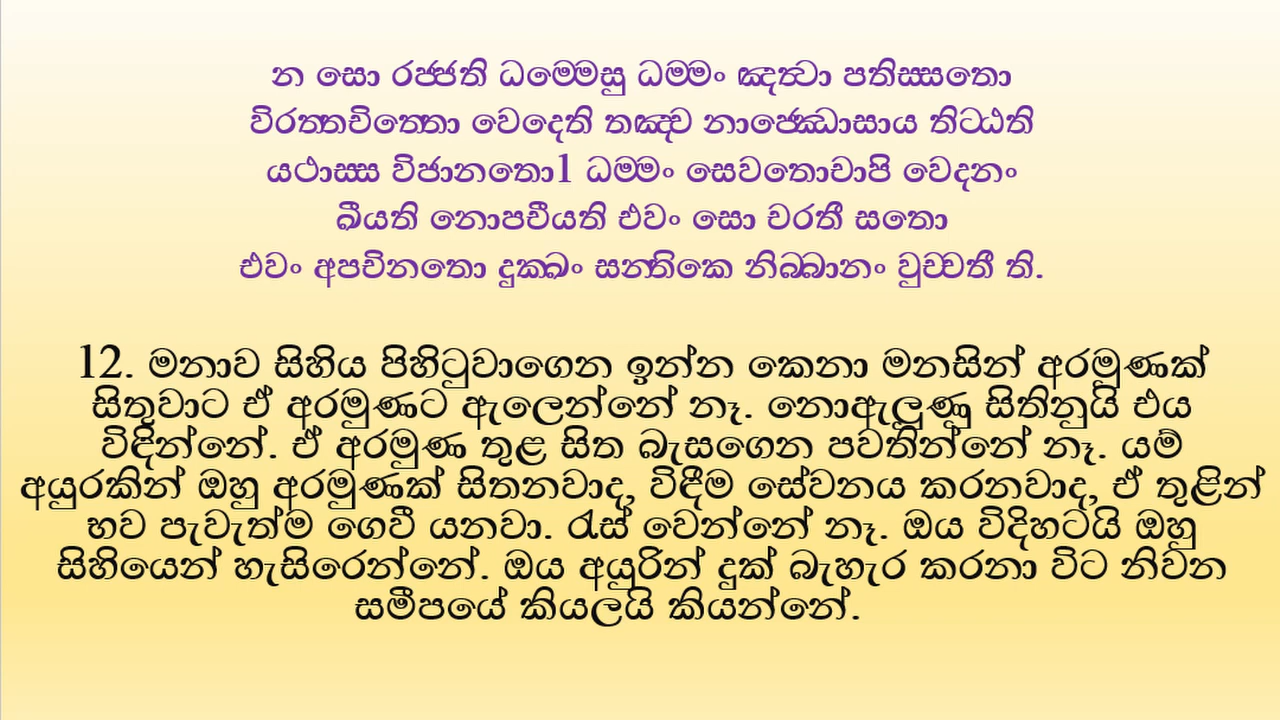 න සො රජ්ජති ධම්මෙසු ධම්මං ඤත්වා පතිස්සතො
විරත්තචිත්තො වෙදෙති තඤ්ච නාජ්ඣොසාය තිට්ඨති
යථාස්ස විජානතො1 ධම්මං සෙවතොචාපි වෙදනං
ඛීයති නොපචීයති එවං සො චරතී සතො
එවං අපචිනතො දුක්ඛං සන්තිකෙ නිබ්බානං වුච්චතී ති.
12. මනාව සිහිය පිහිටුවාගෙන ඉන්න කෙනා මනසින් අරමුණක්
සිතුවාට ඒ අරමුණට ඇලෙන්නේ නෑ. නොඇලුණු සිතිනුයි එය
විඳින්නේ. ඒ අරමුණ තුළ සිත බැසගෙන පවතින්නේ නෑ. යම්
අයුරකින් ඔහු අරමුණක් සිතනවාද, විඳීම සේවනය කරනවාද, ඒ තුළින්
භව පැවැත්ම ගෙවී යනවා. රැස් වෙන්නේ නෑ. ඔය විදිහටයි ඔහු
සිහියෙන් හැසිරෙන්නේ. ඔය අයුරින් දුක් බැහැර කරනා විට නිවන
සමීපයේ කියලයි කියන්නේ.